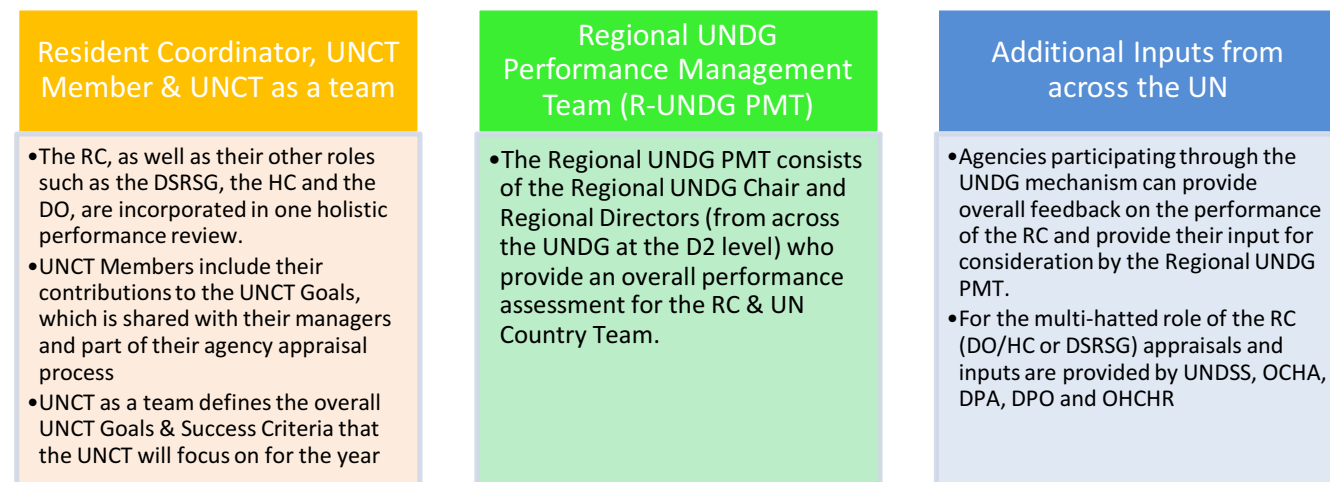 Resident Coordinator, UNCT
Member & UNCT as a team
•The RC, as well as their other roles
such as the DSRSG, the HC and the
DO, are incorporated in one holistic
performance review.
•UNCT Members include their
contributions to the UNCT Goals,
which is shared with their managers
and part of their agency appraisal
process
•UNCT as a team defines the overall
UNCT Goals & Success Criteria that
the UNCT will focus on for the year
Regional UNDG
Performance Management
Team (R-UNDG PMT)
•The Regional UNDG PMT consists
of the Regional UNDG Chair and
Regional Directors (from across
the UNDG at the D2 level) who
provide an overall performance
assessment for the RC & UN
Country Team.
Additional Inputs from
across the UN
•Agencies participating through the
UNDG mechanism can provide
overall feedback on the performance
of the RC and provide their input for
consideration by the Regional UNDG
PMT.
•For the multi-hatted role of the RC
(DO/HC or DSRSG) appraisals and
inputs are provided by UNDSS, OCHA,
DPA, DPO and OHCHR